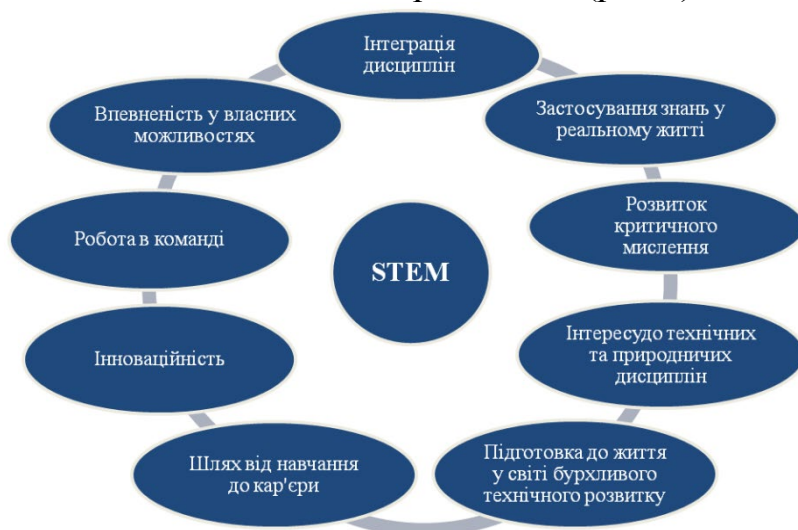 Інтеграція
дисциплін
Застосування знань у
реальному житті
Розвиток
критичного
мислення
Інтересудо технічних
та природничих
дисциплін
Підготовка до життя
у світі бурхливого
технічного розвитку
Шлях від навчання
до кар'єри
Інноваційність
Робота в команді
Впевненість у власних
можливостях
STEM